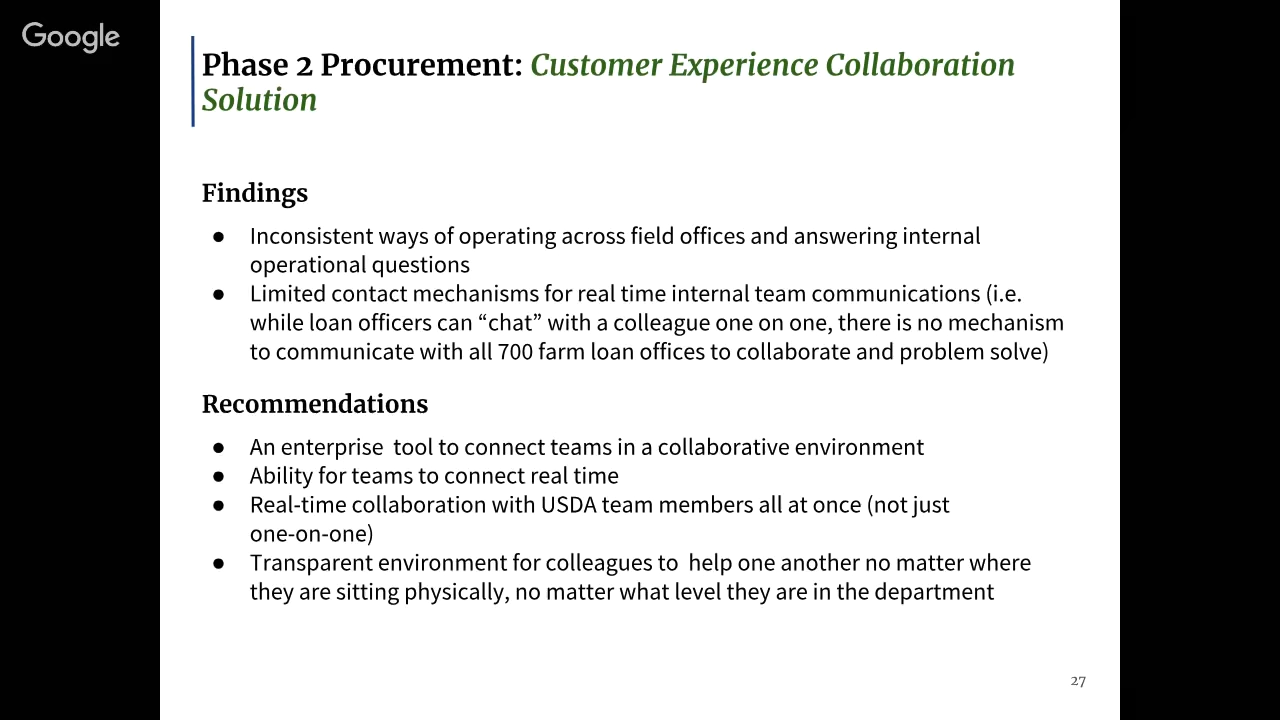 Google
Phase 2 Procurement: Customer Experience Collaboration
Solution
Findings
● Inconsistent ways of operating across field offices and answering internal
operational questions
● Limited contact mechanisms for real time internal team communications (i.e.
while loan officers can “chat” with a colleague one on one, there is no mechanism
to communicate with all 700 farm loan offices to collaborate and problem solve)
Recommendations
● An enterprise  tool to connect teams in a collaborative environment
● Ability for teams to connect real time
● Real-time collaboration with USDA team members all at once (not just
one-on-one)
● Transparent environment for colleagues to  help one another no matter where
they are sitting physically, no matter what level they are in the department
27